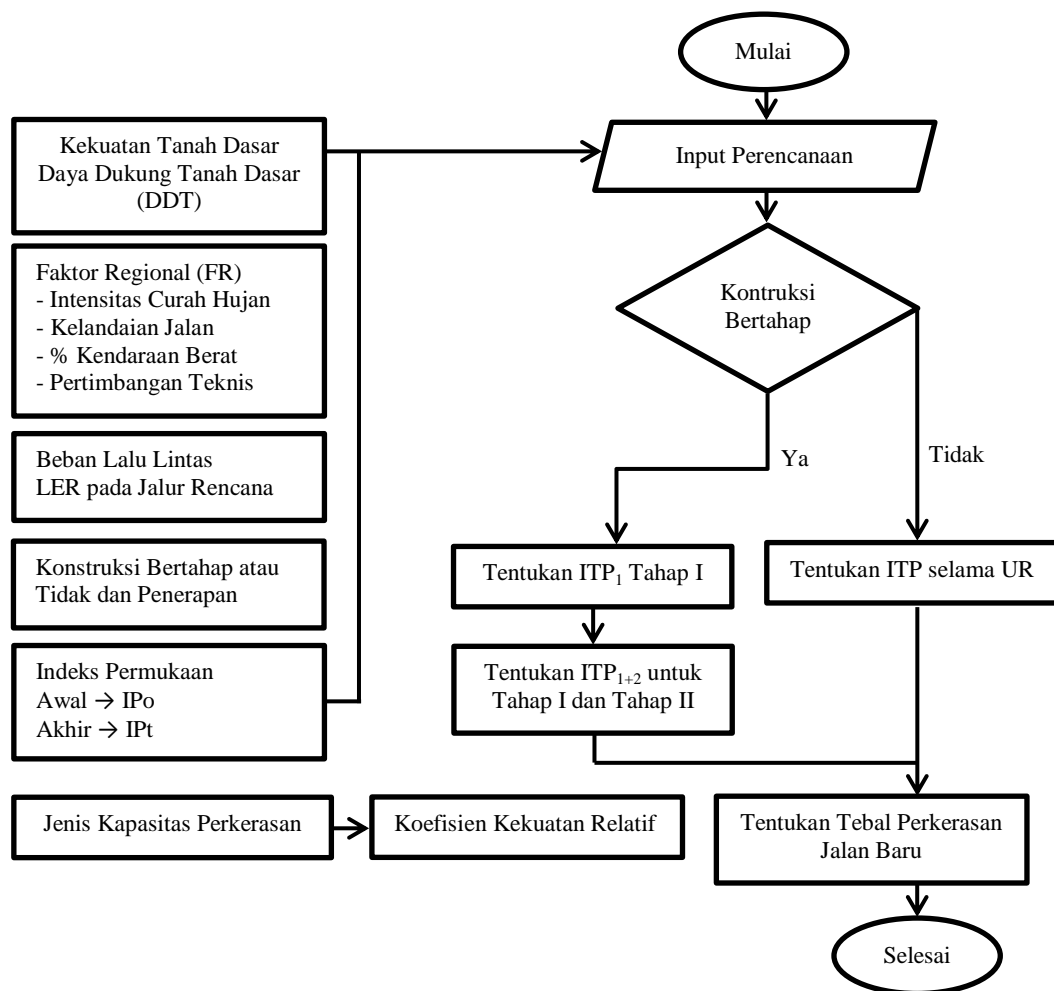 Mulai
Input Perencanaan
Kekuatan Tanah Dasar
Daya Dukung Tanah Dasar
(DDT)
Faktor Regional (FR)
- Intensitas Curah Hujan
- Kelandaian Jalan
- % Kendaraan Berat
- Pertimbangan Teknis
Beban Lalu Lintas
LER pada Jalur Rencana
Konstruksi Bertahap atau
Tidak dan Penerapan
Indeks Permukaan
Awal → IPo
Akhir → IPt
Jenis Kapasitas Perkerasan
Koefisien Kekuatan Relatif
Kontruksi
Bertahap
Ya
Tidak
Tentukan ITP₁ Tahap I
Tentukan ITP selama UR
Tentukan ITP₁₊₂ untuk
Tahap I dan Tahap II
Tentukan Tebal Perkerasan
Jalan Baru
Selesai